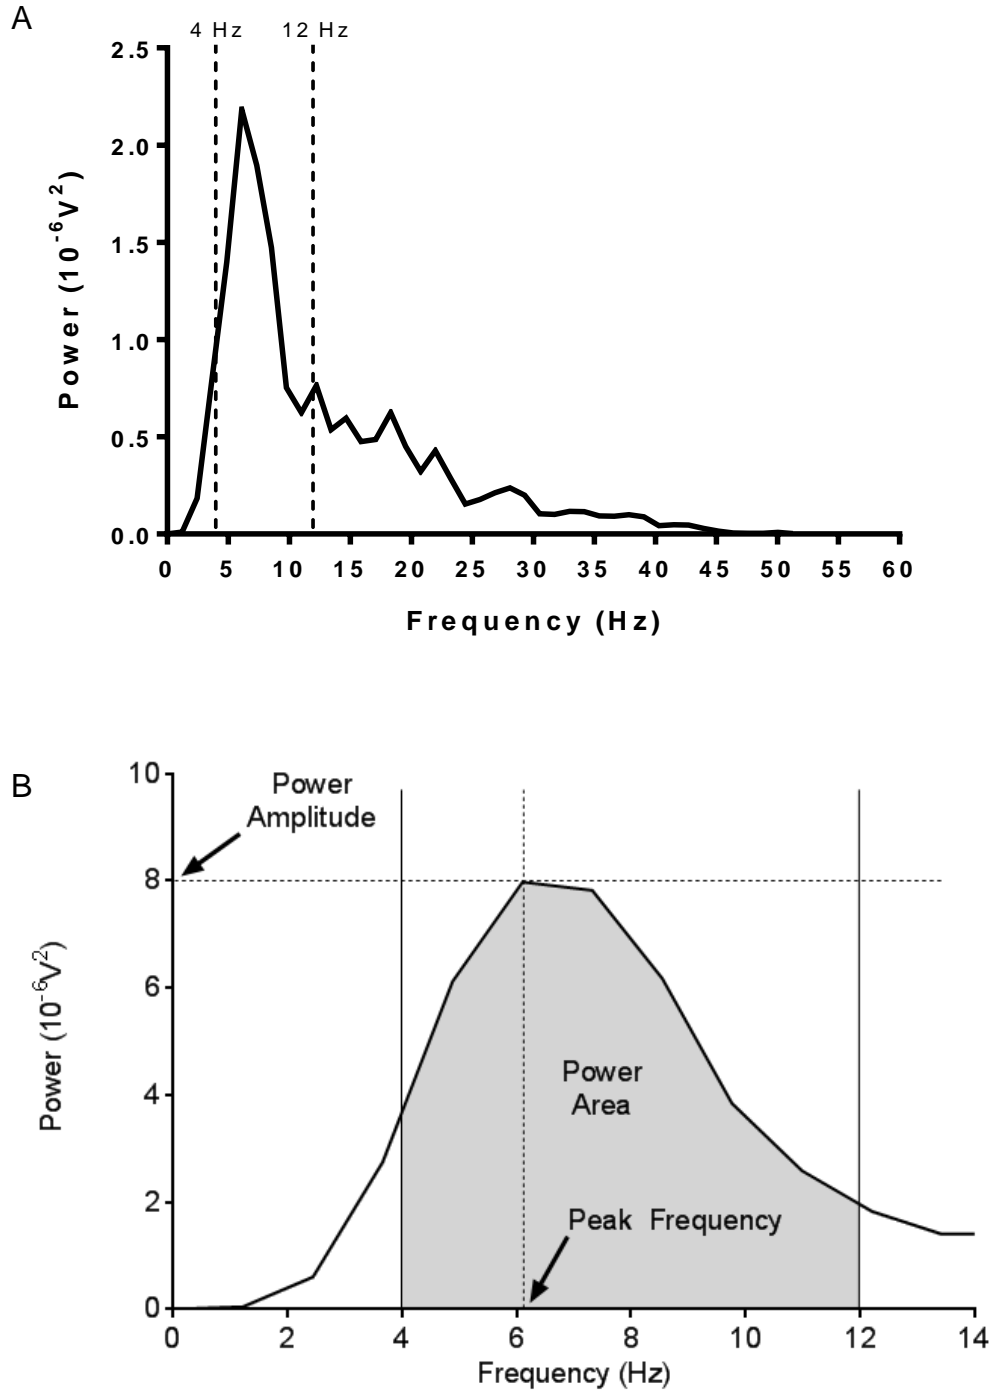 A
4 Hz 12 Hz
2.5
2.0
1.5
1.0
0.5
0.0
Power (10⁻⁶V²)
0 5 10 15 20 25 30 35 40 45 50 55 60
Frequency (Hz)
B
10
8
6
4
2
0
Power
Amplitude
Power (10⁻⁶V²)
Power
Area
Peak Frequency
0 2 4 6 8 10 12 14
Frequency (Hz)